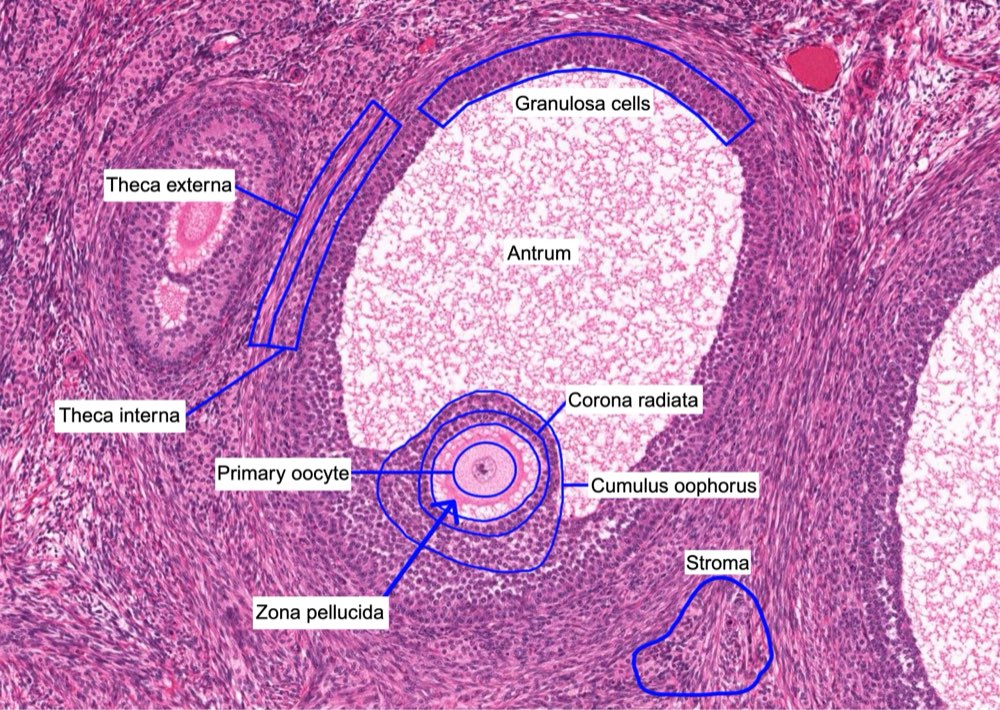 Granulosa cells
Theca externa
Antrum
Corona radiata
Theca interna
Primary oocyte
Cumulus oophorus
Stroma
Zona pellucida